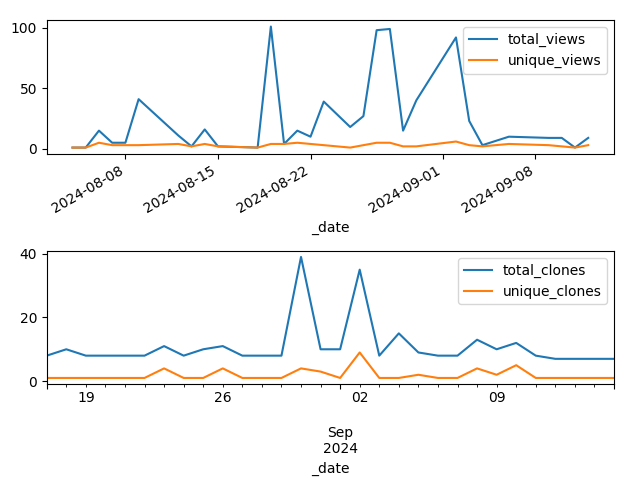 100
50
0
total_views
unique_views
2024-08-08
2024-08-15
2024-08-22
2024-09-01
2024-09-08
_date
40
20
0
total_clones
unique_clones
19
26
02
09
Sep
2024
_date